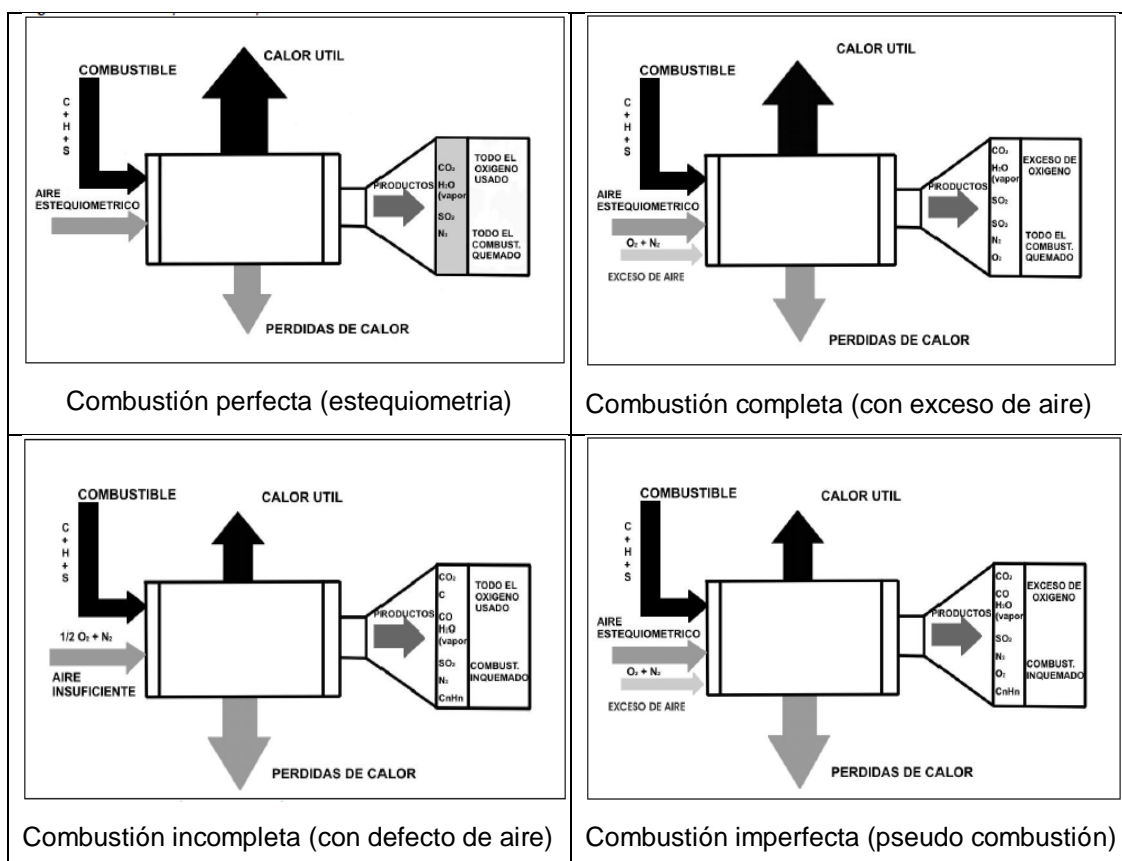 CALOR UTIL
COMBUSTIBLE
C
+
H
+
S
AIRE
ESTEQUIOMETRICO
PIRODUCTOS
CO₂
H₂O
(vapor
SO₂
N₂
TODO EL
OXIGENO
USADO
TODO EL
COMBUST.
QUEMADO
PERDIDAS DE CALOR
Combustión perfecta (estequiometria)
CALOR UTIL
COMBUSTIBLE
C
+
H
+
S
AIRE
ESTEQUIOMETRICO
O₂ + N₂
EXCESO DE AIRE
PRODUCTOS
CO₂
H₂O
(vapor
SO₂
SO₂
N₂
O₂
EXCESO DE
OXIGENO
TODO EL
COMBUST.
QUEMADO
PERDIDAS DE CALOR
Combustión completa (con exceso de aire)
COMBUSTIBLE
CALOR UTIL
C
+
H
+
S
1/2 O₂ + N₂
AIRE
INSUFICIENTE
PIRODUCTOS
CO₂
C
CO
H₂O
(vapor
SO₂
N₂
CnHn
TODO EL
OXIGENO
USADO
COMBUST.
INQUEMADO
PERDIDAS DE CALOR
Combustión incompleta (con defecto de aire)
COMBUSTIBLE
CALOR UTIL
C
+
H
+
S
AIRE
ESTEQUIOMETRICO
O₂ + N₂
EXCESO DE AIRE
PRODUCTOS
CO₂
CO
H₂O
(vapor
SO₂
N₂
O₂
CnHn
EXCESO DE
OXIGENO
COMBUST.
INQUEMADO
PERDIDAS DE CALOR
Combustión imperfecta (pseudo combustión)